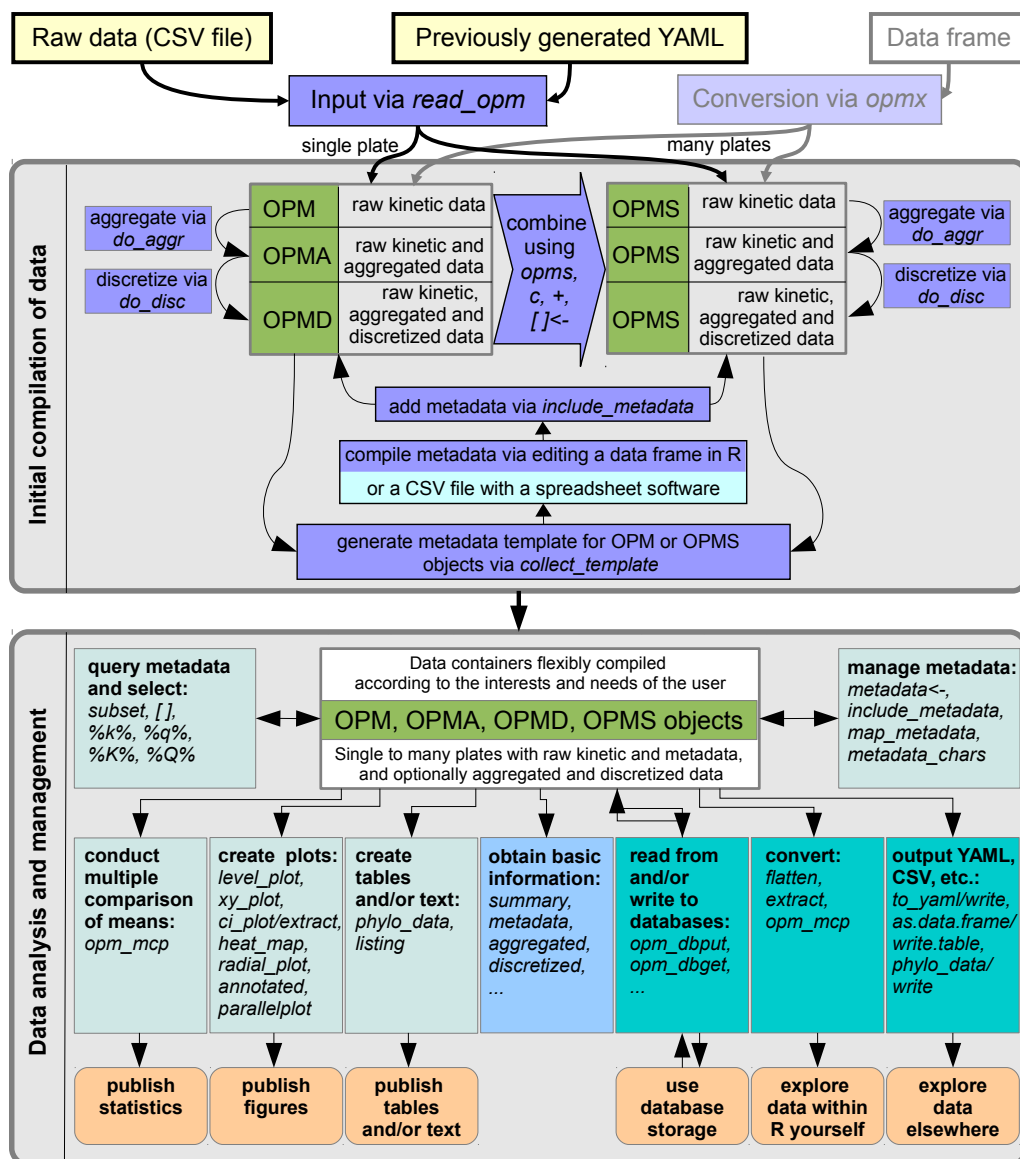 Raw data (CSV file)
Previously generated YAML
Data frame
Input via read_opm
Conversion via opmx
single plate
many plates
Initial compilation of data
aggregate via
do_aggr
discretize via
do_disc
OPM
raw kinetic data
OPMA
raw kinetic and
aggregated data
OPMD
raw kinetic,
aggregated and
discretized data
combine
using
opms,
c, +,
[ ]<-
OPMS
raw kinetic data
OPMS
raw kinetic and
aggregated data
OPMS
raw kinetic,
aggregated and
discretized data
aggregate via
do_aggr
discretize via
do_disc
add metadata via include_metadata
compile metadata via editing a data frame in R
or a CSV file with a spreadsheet software
generate metadata template for OPM or OPMS
objects via collect_template
Data analysis and management
query metadata
and select:
subset, [ ],
%k%, %q%,
%K%, %Q%
Data containers flexibly compiled
according to the interests and needs of the user
OPM, OPMA, OPMD, OPMS objects
Single to many plates with raw kinetic and metadata,
and optionally aggregated and discretized data
manage metadata:
metadata<-,
include_metadata,
map_metadata,
metadata_chars
conduct
multiple
comparison
of means:
opm_mcp
create plots:
level_plot,
xy_plot,
ci_plot/extract,
heat_map,
radial_plot,
annotated,
parallelplot
create
tables
and/or text:
phylo_data,
listing
obtain basic
information:
summary,
metadata,
aggregated,
discretized,
...
read from
and/or
write to
databases:
opm_dbput,
opm_dbget,
...
convert:
flatten,
extract,
opm_mcp
output YAML,
CSV, etc.:
to_yaml/write,
as.data.frame/
write.table,
phylo_data/
write
publish
statistics
publish
figures
publish
tables
and/or text
use
database
storage
explore
data within
R yourself
explore
data
elsewhere